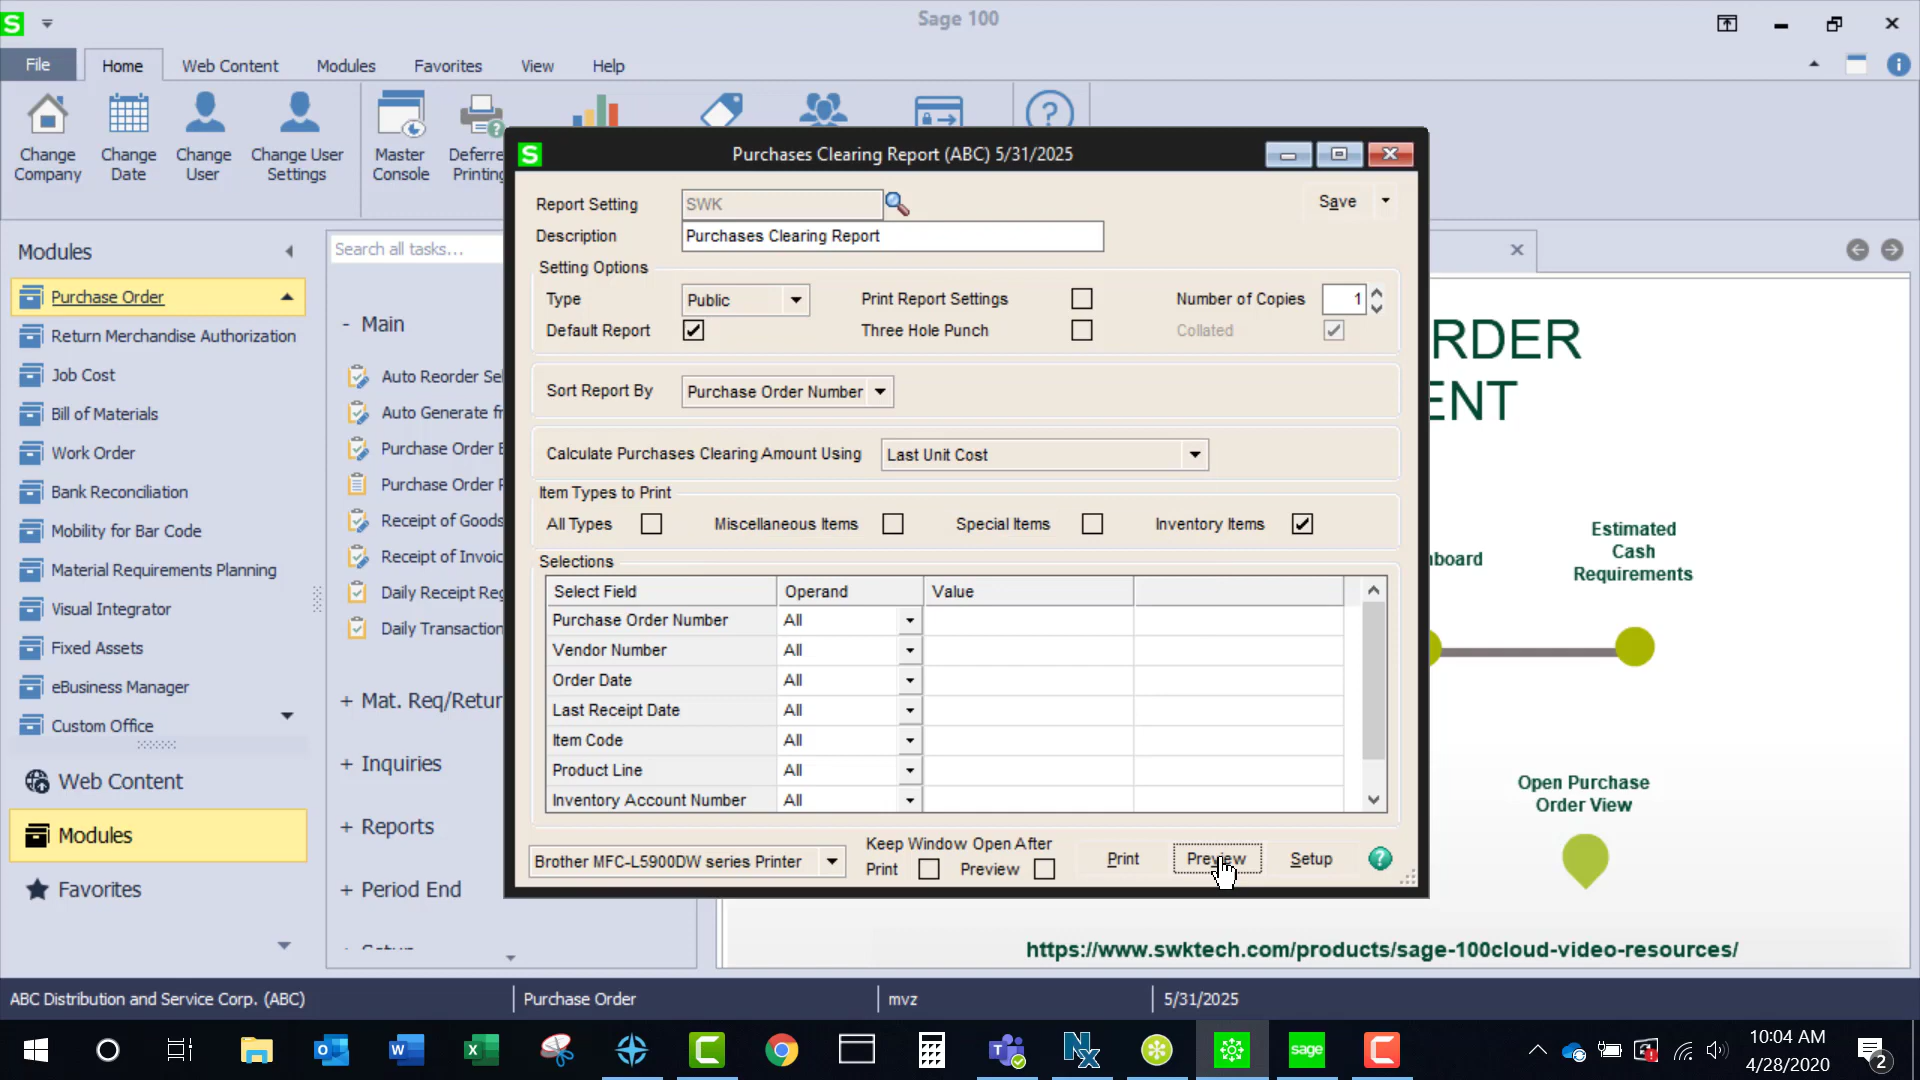 Sage 100
File
Home
Web Content
Modules
Favorites
View
Help
Change Company
Change Date
Change User
Change User Settings
Master Console
Deferre
Printing
Modules
Purchase Order
Return Merchandise Authorization
Job Cost
Bill of Materials
Work Order
Bank Reconciliation
Mobility for Bar Code
Material Requirements Planning
Visual Integrator
Fixed Assets
eBusiness Manager
Custom Office
Web Content
Modules
Favorites
Search all tasks...
- Main
Auto Reorder Sel
Auto Generate fr
Purchase Order E
Purchase Order P
Receipt of Goods
Receipt of Invoic
Daily Receipt Reg
Daily Transaction
+ Mat. Req/Retur
+ Inquiries
+ Reports
+ Period End
Purchases Clearing Report (ABC) 5/31/2025
Report Setting SWK
Save
Description Purchases Clearing Report
Setting Options
Type Public
Print Report Settings
Number of Copies 1
Default Report
Three Hole Punch
Collated
Sort Report By Purchase Order Number
Calculate Purchases Clearing Amount Using Last Unit Cost
Item Types to Print
All Types
Miscellaneous Items
Special Items
Inventory Items
Selections
Select Field Operand Value
Purchase Order Number All
Vendor Number All
Order Date All
Last Receipt Date All
Item Code All
Product Line All
Inventory Account Number All
Brother MFC-L5900DW series Printer
Keep Window Open After
Print
Preview
Print
Preview
Setup
RDER
ENT
Estimated
Cash
Requirements
board
Open Purchase
Order View
https://www.swktech.com/products/sage-100cloud-video-resources/
ABC Distribution and Service Corp. (ABC)
Purchase Order
mvz
5/31/2025
sage
10:04 AM
4/28/2020
2